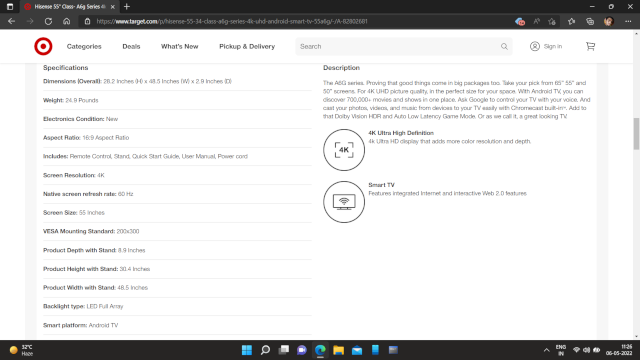 Hisense 55" Class- A6g Series 4k
https://www.target.com/p/hisense-55-34-class-a6g-series-4k-uhd-android-smart-tv-55a6g/-/A-82802681
Categories Deals What's New Pickup & Delivery Search Sign in
Specifications
Dimensions (Overall): 28.2 Inches (H) x 48.5 Inches (W) x 2.9 Inches (D)
Weight: 24.9 Pounds
Electronics Condition: New
Aspect Ratio: 16:9 Aspect Ratio
Includes: Remote Control, Stand, Quick Start Guide, User Manual, Power cord
Screen Resolution: 4K
Native screen refresh rate: 60 Hz
Screen Size: 55 Inches
VESA Mounting Standard: 200x300
Product Depth with Stand: 8.9 Inches
Product Height with Stand: 30.4 Inches
Product Width with Stand: 48.5 Inches
Backlight type: LED Full Array
Smart platform: Android TV
Description
The A6G series. Proving that good things come in big packages too. Take your pick from 65" 55" and
50" screens. For 4K UHD picture quality, in the perfect size for your space. With Android TV, you can
discover 700,000+ movies and shows in one place. Ask Google to control your TV with your voice. And
cast your photos, videos, and music from devices to your TV easily with Chromecast built-in™. Add to
that Dolby Vision HDR and Auto Low Latency Game Mode. Or as we call it, a great looking TV.
4K
4K Ultra High Definition
4k Ultra HD display that adds more color resolution and depth.
Smart TV
Features integrated Internet and interactive Web 2.0 features
32°C
Haze
ENG
IN
11:26
06-05-2022